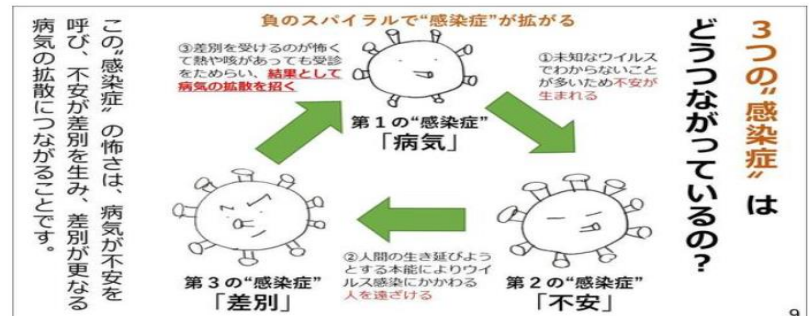 3つの“感染症”は
どうつながっているの？
負のスパイラルで“感染症”が拡がる
①未知なウイルス
でわからないこと
が多いため不安が
生まれる
第1の“感染症”
「病気」
第2の“感染症”
「不安」
②人間の生き延びよう
とする本能によりウイ
ルス感染にかかわる
人を遠ざける
第3の“感染症”
「差別」
③差別を受けるのが怖く
て熱や咳があっても受診
をためらい、結果として
病気の拡散を招く
この“感染症”の怖さは、病気が不安を
呼び、不安が差別を生み、差別が更なる
病気の拡散につながることです。
9